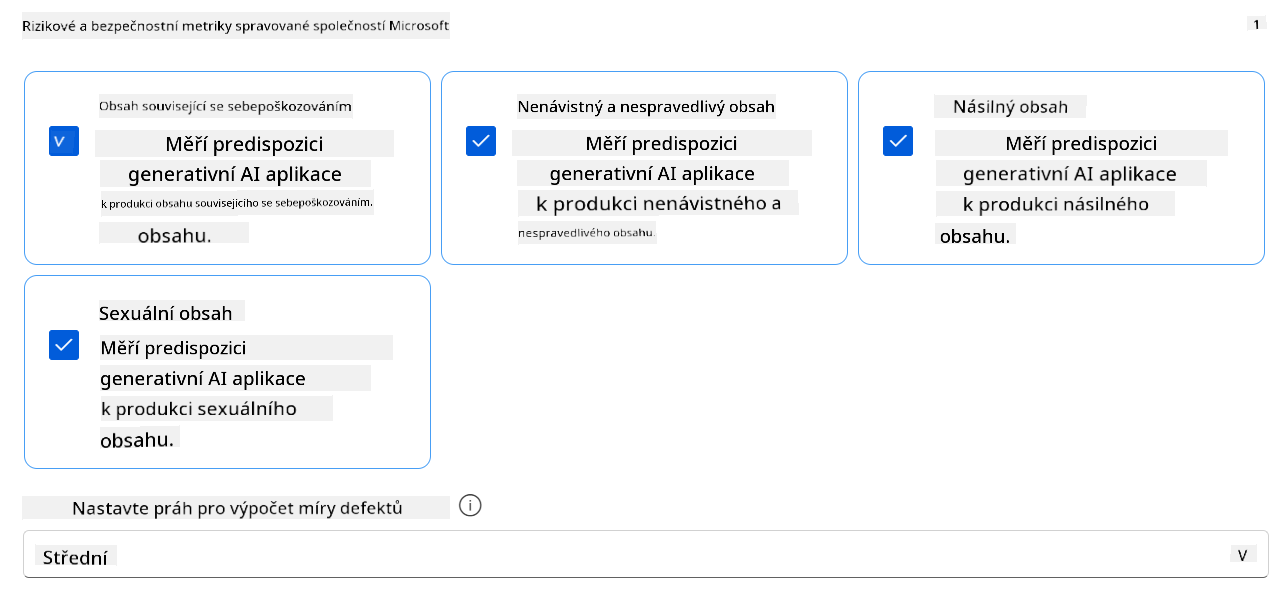 Rizikové a bezpečnostní metriky spravované společností Microsoft
1
Obsah související se sebepoškozováním
V
Měří predispozici
generativní AI aplikace
k produkci obsahu souvisejícího se sebepoškozováním.
obsahu.
Nenávistný a nespravedlivý obsah
Měří predispozici
generativní AI aplikace
k produkci nenávistného a
nespravedlivého obsahu.
Násilný obsah
Měří predispozici
generativní AI aplikace
k produkci násilného
obsahu.
Sexuální obsah
Měří predispozici
generativní AI aplikace
k produkci sexuálního
obsahu.
Nastavte práh pro výpočet míry defektů
Střední
V